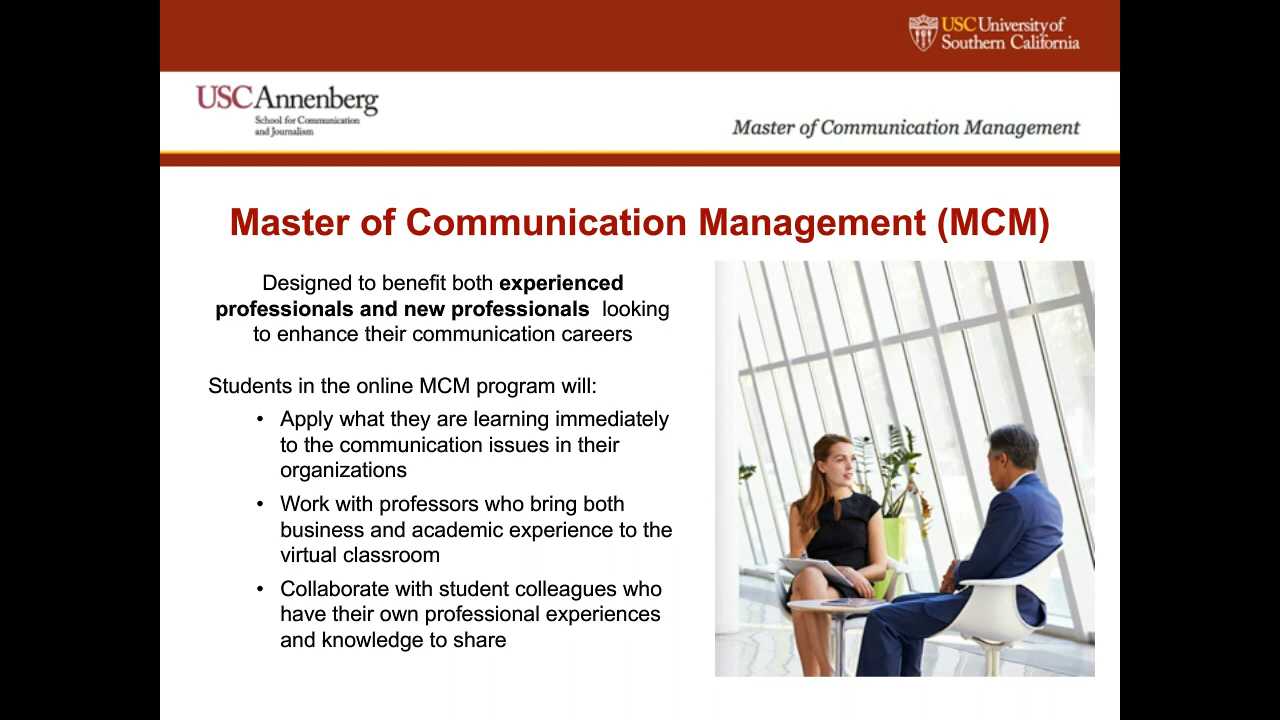 USC University of
Southern California
USC Annenberg
School for Communication
and Journalism
Master of Communication Management
Master of Communication Management (MCM)
Designed to benefit both experienced
professionals and new professionals looking
to enhance their communication careers
Students in the online MCM program will:
• Apply what they are learning immediately
to the communication issues in their
organizations
• Work with professors who bring both
business and academic experience to the
virtual classroom
• Collaborate with student colleagues who
have their own professional experiences
and knowledge to share